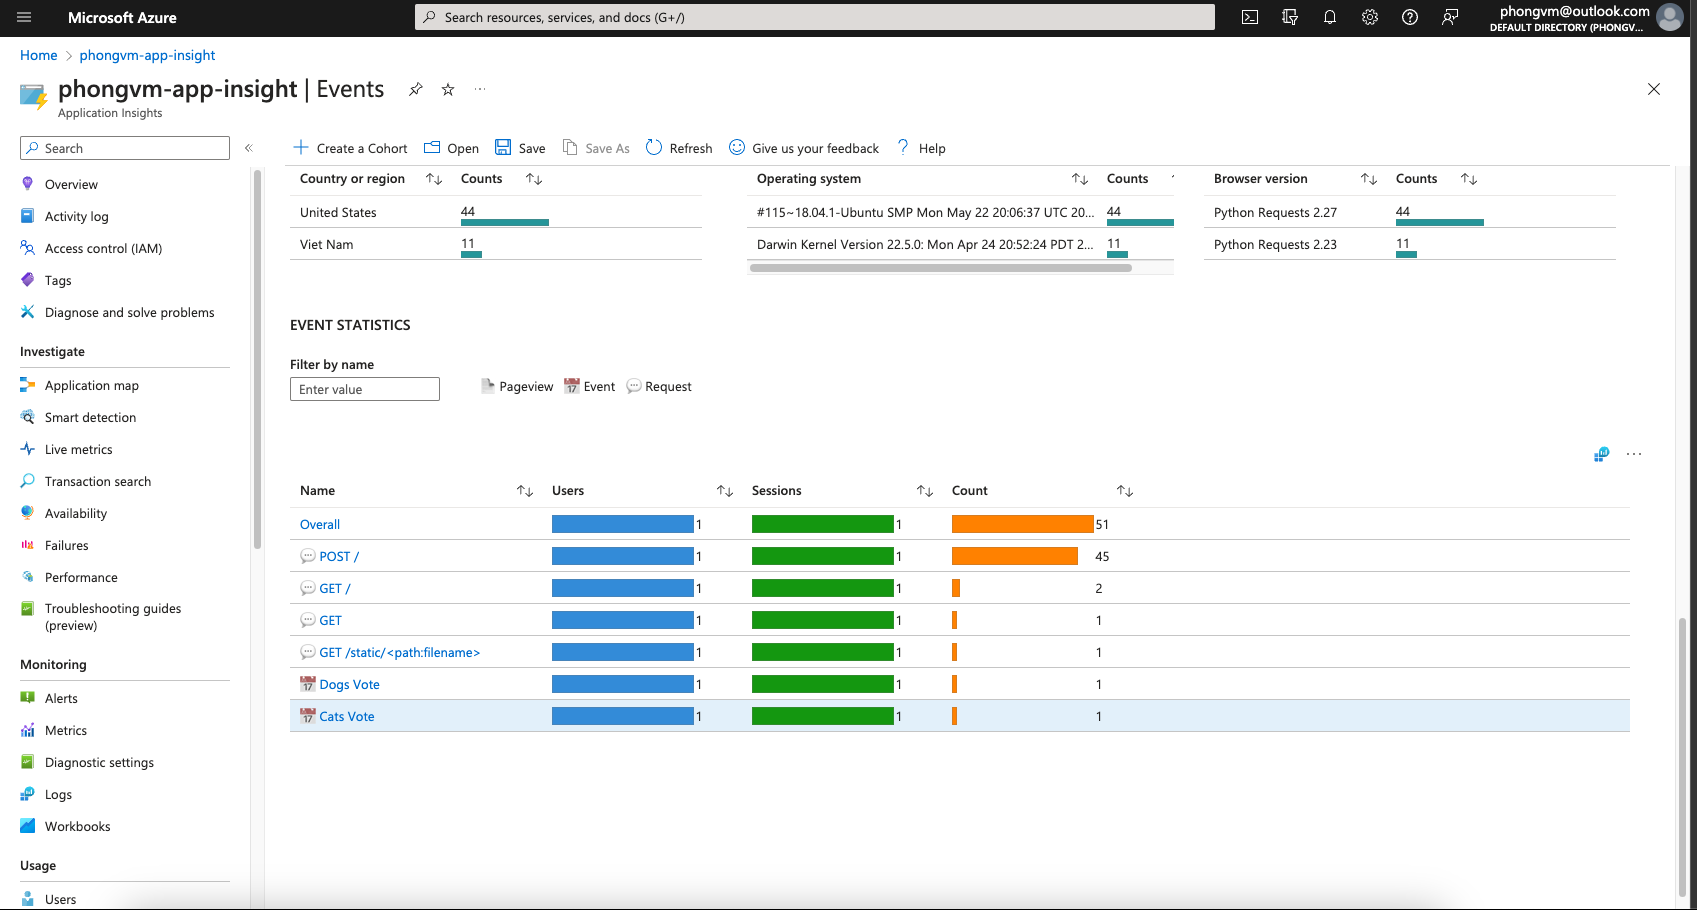 Microsoft Azure
Search resources, services, and docs (G+/)
phongvm@outlook.com
DEFAULT DIRECTORY (PHONGV...
Home > phongvm-app-insight
phongvm-app-insight | Events
Application Insights
Search
Create a Cohort Open Save Save As Refresh Give us your feedback ? Help
Overview
Activity log
Access control (IAM)
Tags
Diagnose and solve problems
Investigate
Application map
Smart detection
Live metrics
Transaction search
Availability
Failures
Performance
Troubleshooting guides
(preview)
Monitoring
Alerts
Metrics
Diagnostic settings
Logs
Workbooks
Usage
Users
Country or region Counts
United States 44
Viet Nam 11
Operating system Counts
#115~18.04.1-Ubuntu SMP Mon May 22 20:06:37 UTC 20... 44
Darwin Kernel Version 22.5.0: Mon Apr 24 20:52:24 PDT 2... 11
Browser version Counts
Python Requests 2.27 44
Python Requests 2.23 11
EVENT STATISTICS
Filter by name
Enter value
Pageview 17 Event Request
Name Users Sessions Count
Overall 1 1 51
POST / 1 1 45
GET / 1 1 2
GET 1 1 1
GET /static/<path:filename> 1 1 1
17 Dogs Vote 1 1 1
17 Cats Vote 1 1 1